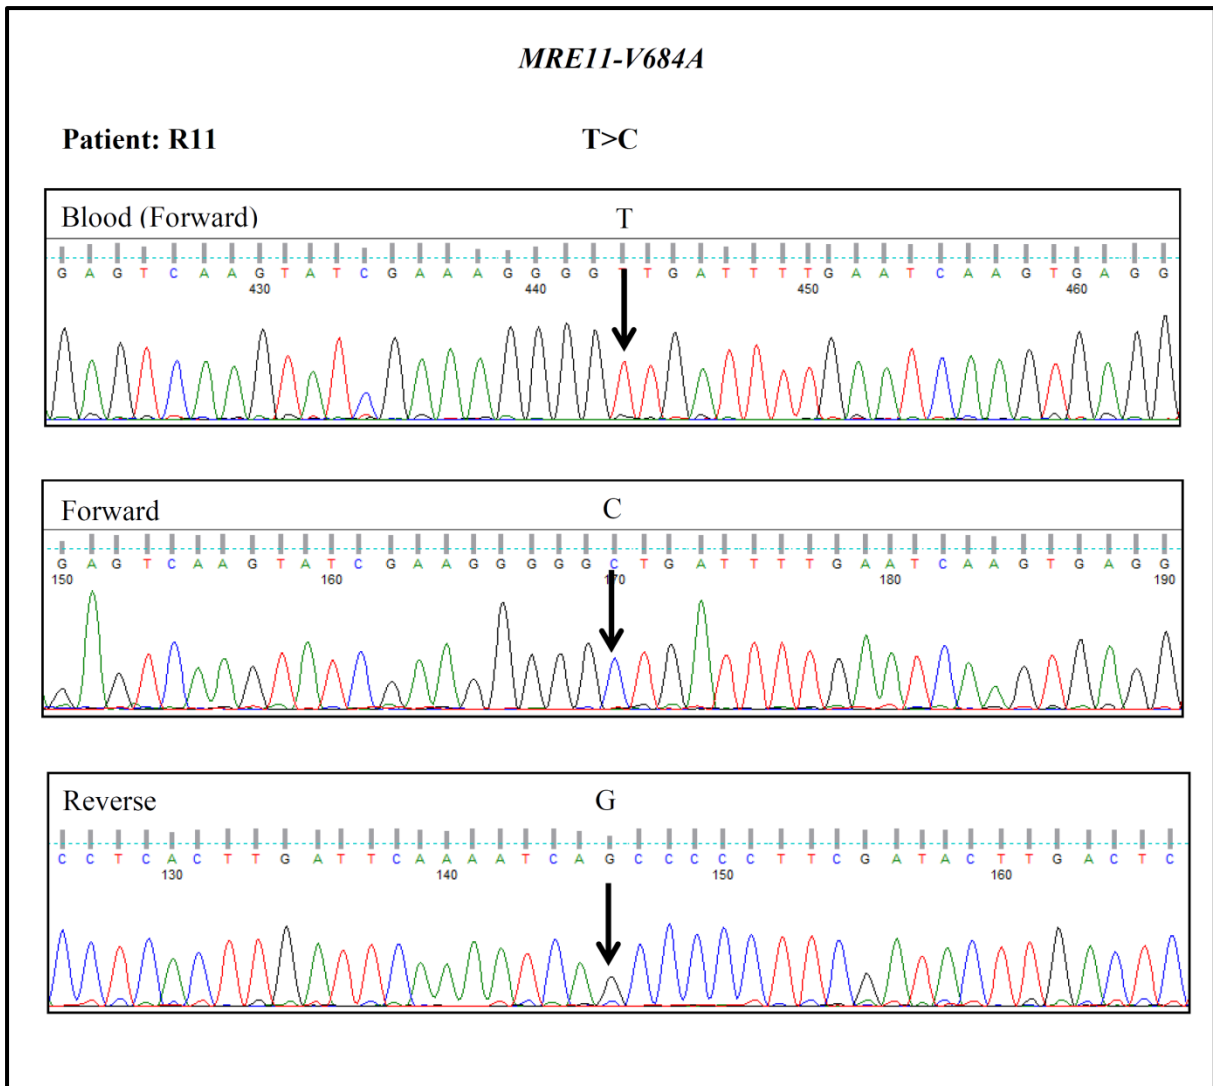 MRE11-V684A
Patient: R11 T>C
Blood (Forward) T
G A G T C A A G T A T C G A A A G G G G T T G A T T T T G A A T C A A G T G A G G
430 440 450 460
Forward C
G A G T C A A G T A T C G A A G G G G G C T G A T T T T G A A T C A A G T G A G G
150 160 170 180 190
Reverse G
C C T C A C T T G A T T C A A A A T C A G C C C C C T T C G A T A C T T G A C T C
130 140 150 160